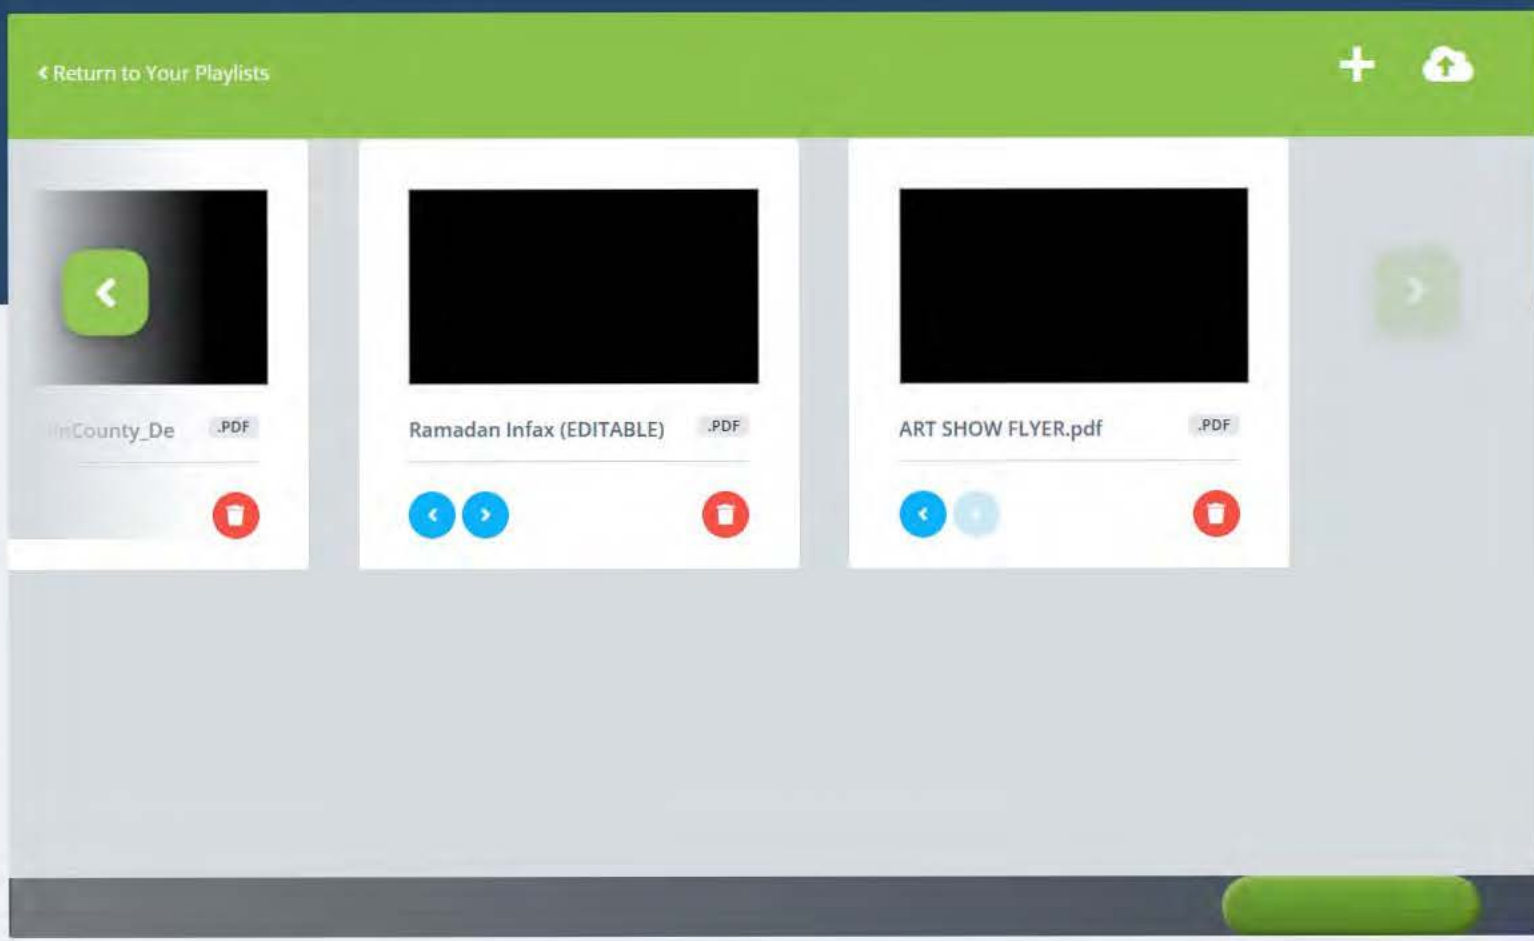 Return to Your Playlists
County_De
.PDF
Ramadan Infax (EDITABLE)
.PDF
ART SHOW FLYER.pdf
.PDF